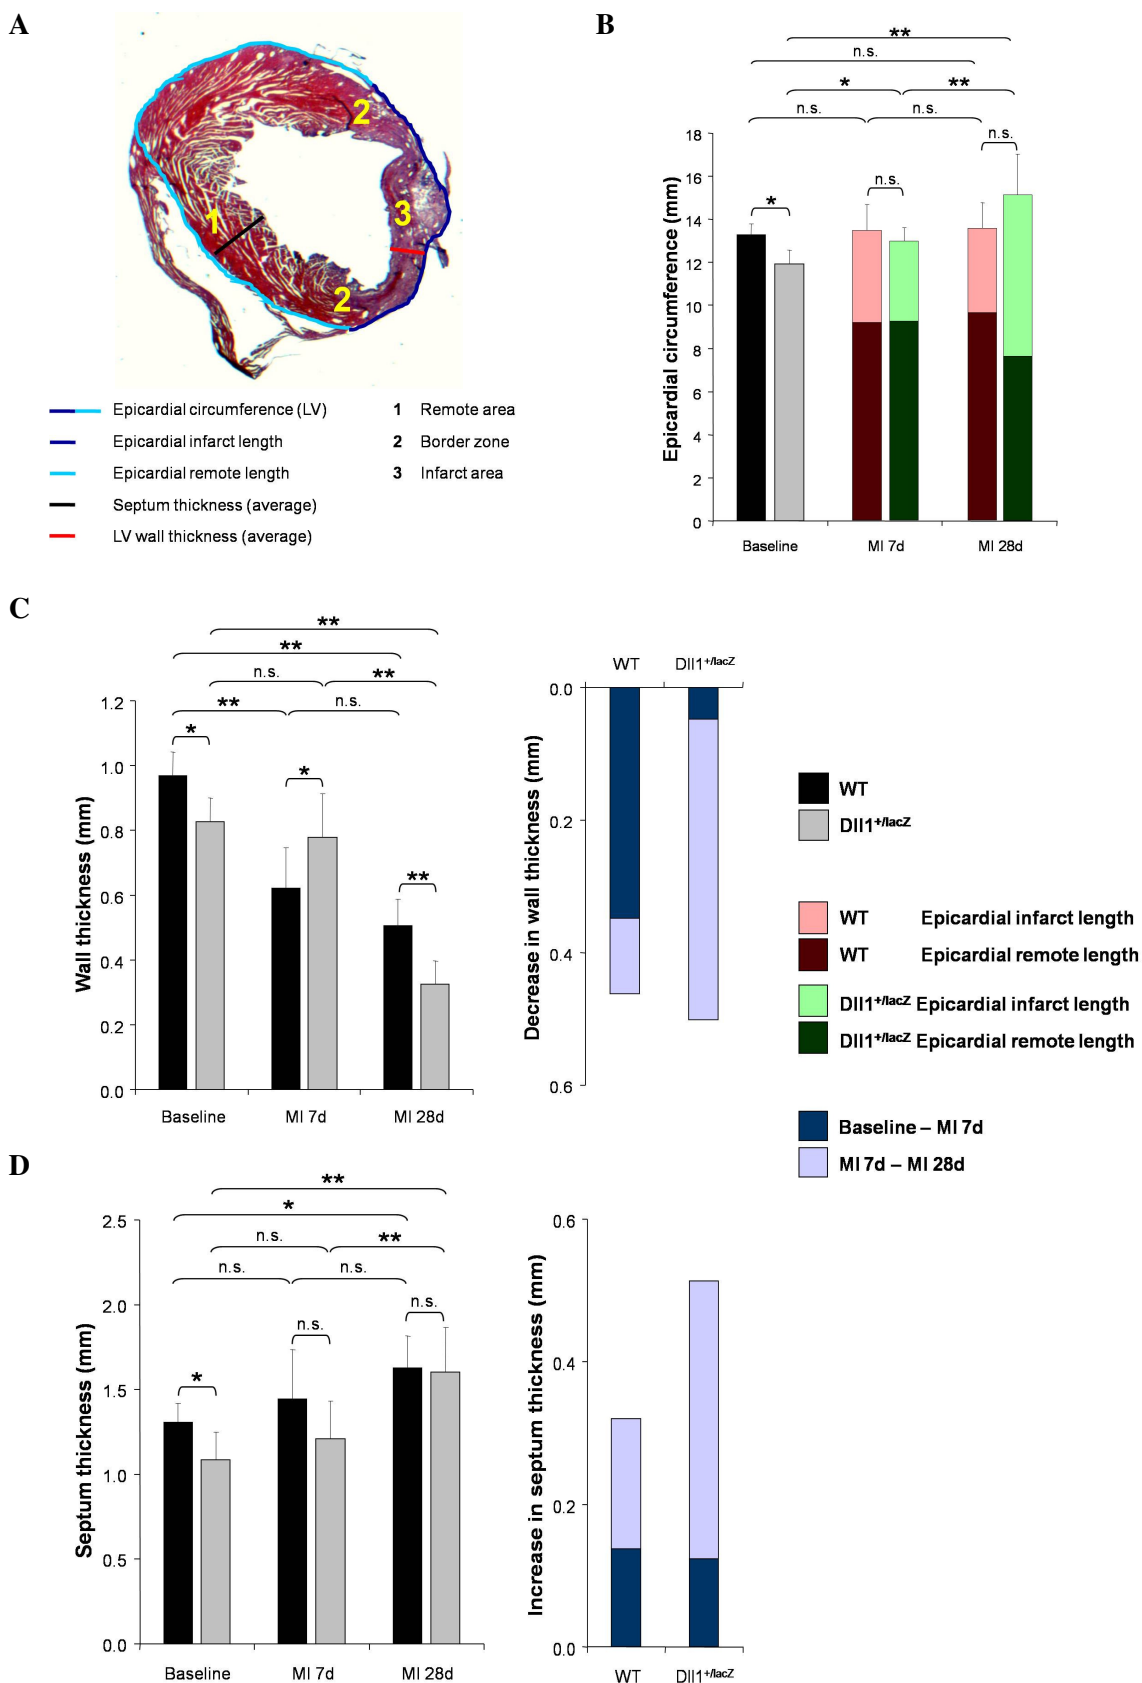 A
2
1
3
2
Epicardial circumference (LV)
Epicardial infarct length
Epicardial remote length
Septum thickness (average)
LV wall thickness (average)
1 Remote area
2 Border zone
3 Infarct area
B
**
n.s.
* **
n.s. n.s.
n.s.
n.s.
*
Epicardial circumference (mm)
18
16
14
12
10
8
6
4
2
0
Baseline MI 7d MI 28d
C
**
**
n.s. **
** n.s.
*
*
**
Wall thickness (mm)
1.2
1.0
0.8
0.6
0.4
0.2
0.0
Baseline MI 7d MI 28d
WT Dll1+/lacZ
Decrease in wall thickness (mm)
0.0
0.2
0.4
0.6
WT
Dll1+/lacZ
WT Epicardial infarct length
WT Epicardial remote length
Dll1+/lacZ Epicardial infarct length
Dll1+/lacZ Epicardial remote length
Baseline – MI 7d
MI 7d – MI 28d
D
**
*
n.s. **
n.s. n.s.
n.s.
n.s.
*
Septum thickness (mm)
2.5
2.0
1.5
1.0
0.5
0.0
Baseline MI 7d MI 28d
Increase in septum thickness (mm)
0.6
0.4
0.2
0.0
WT Dll1+/lacZ